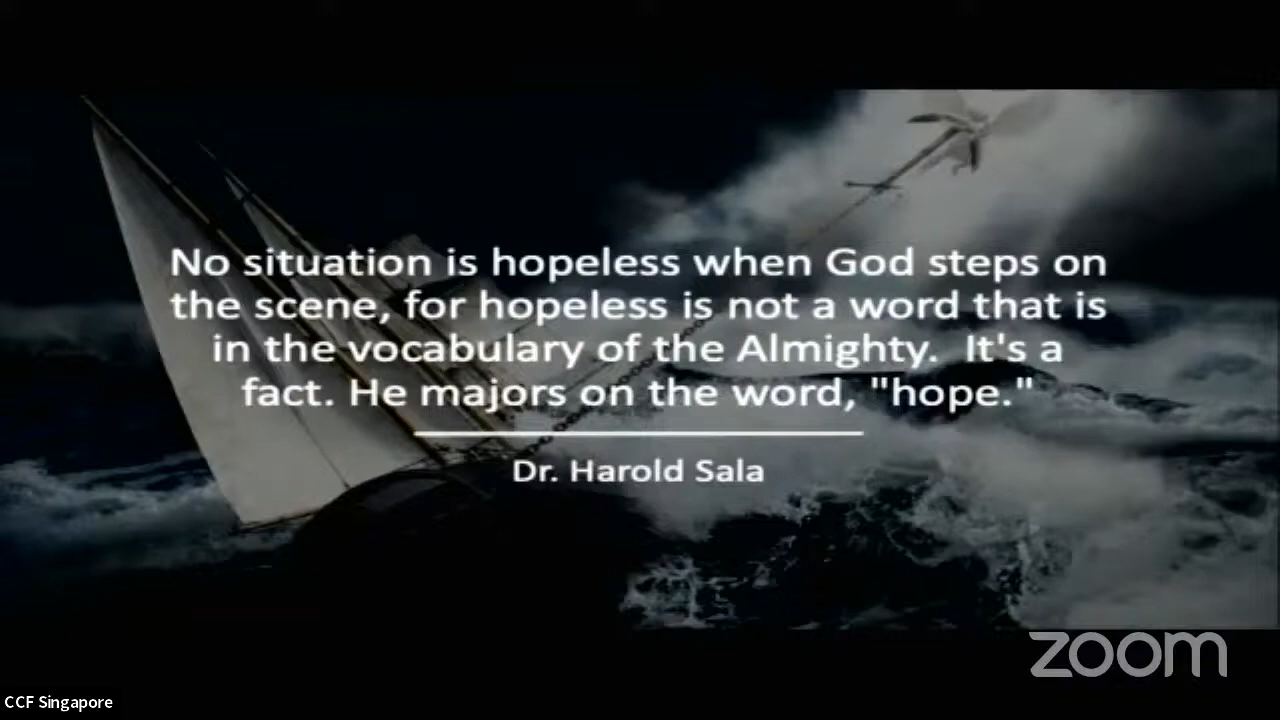 No situation is hopeless when God steps on
the scene, for hopeless is not a word that is
in the vocabulary of the Almighty.  It's a
fact. He majors on the word, "hope."
Dr. Harold Sala
zoom
CCF Singapore